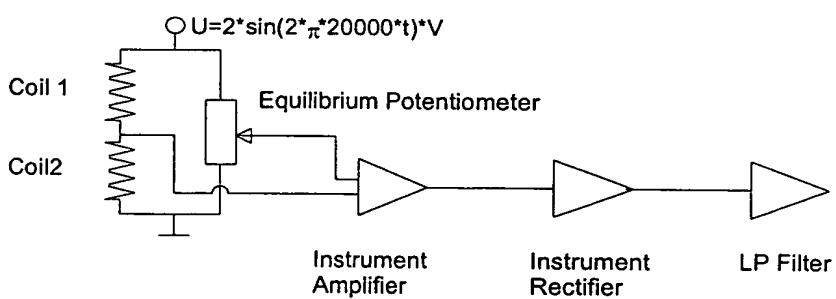 U=2*sin(2*π*20000*t)*V
Coil 1
Equilibrium Potentiometer
Coil2
Instrument
Amplifier
Instrument
Rectifier
LP Filter